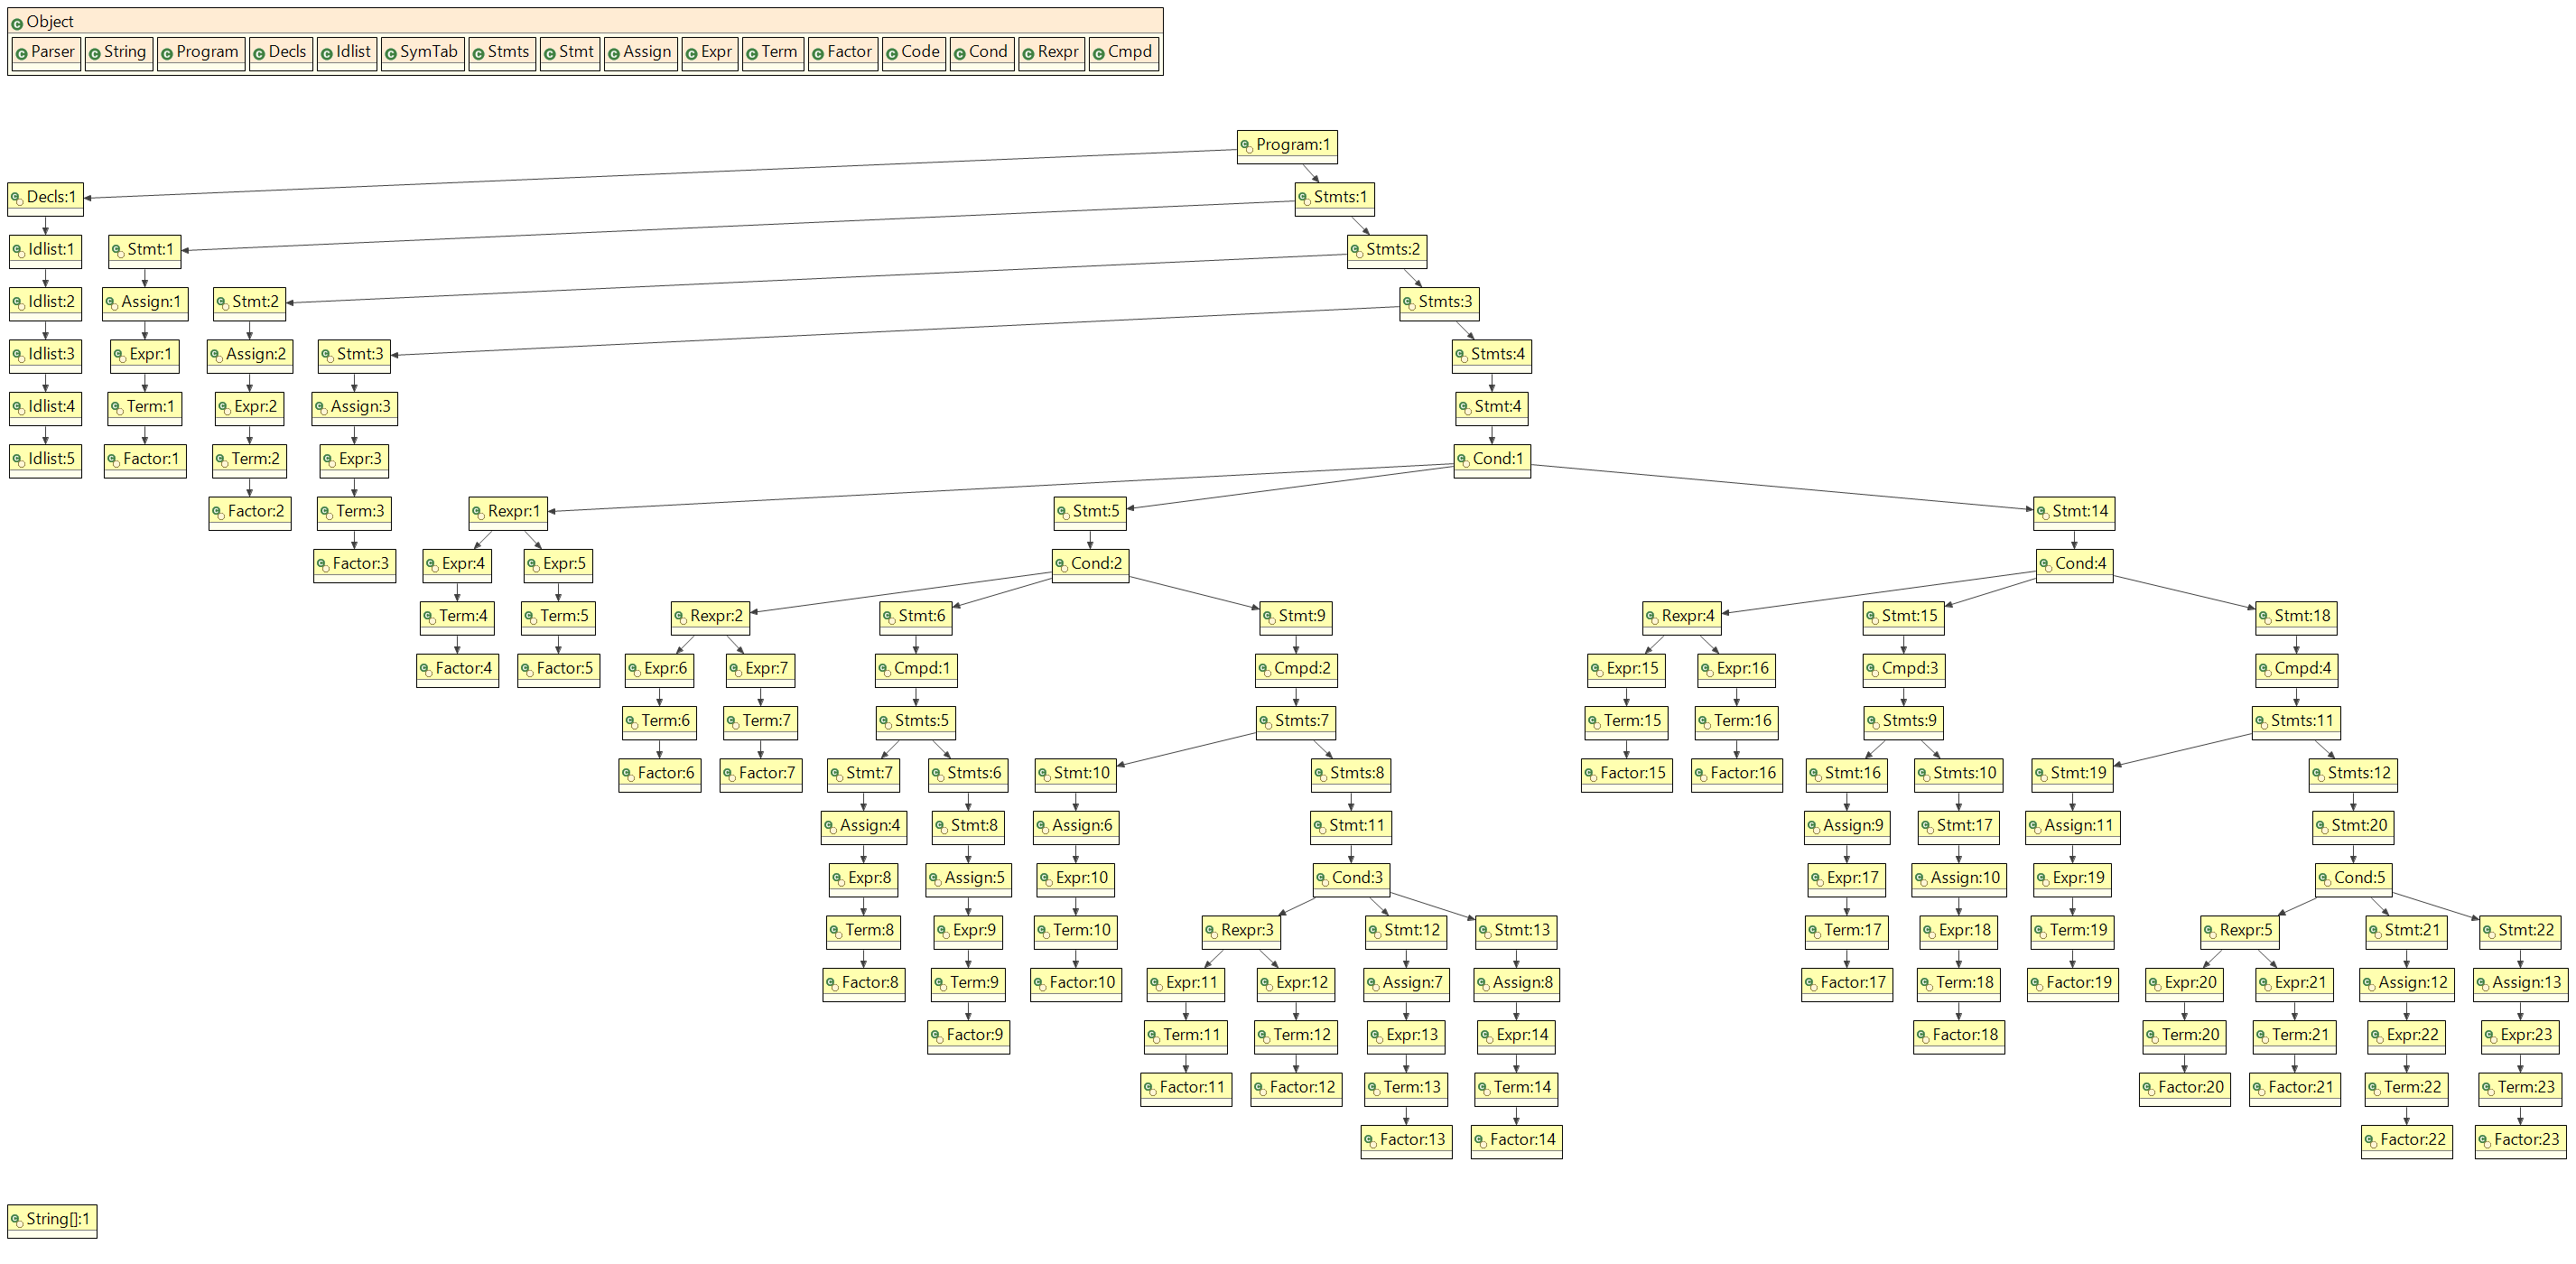 Object
Parser String Program Decls Idlist SymTab Stmts Stmt Assign Expr Term Factor Code Cond Rexpr Cmpd
Program:1
Decls:1 Stmts:1
Idlist:1 Stmt:1 Stmts:2
Idlist:2 Assign:1 Stmt:2 Stmts:3
Idlist:3 Expr:1 Assign:2 Stmt:3 Stmts:4
Idlist:4 Term:1 Expr:2 Assign:3 Stmt:4
Idlist:5 Factor:1 Term:2 Expr:3 Cond:1
Factor:2 Term:3 Rexpr:1 Stmt:5 Stmt:14
Factor:3 Expr:4 Expr:5 Cond:2 Cond:4
Term:4 Term:5 Rexpr:2 Stmt:6 Stmt:9 Rexpr:4 Stmt:15 Stmt:18
Factor:4 Factor:5 Expr:6 Expr:7 Cmpd:1 Cmpd:2 Expr:15 Expr:16 Cmpd:3 Cmpd:4
Term:6 Term:7 Stmts:5 Stmts:7 Term:15 Term:16 Stmts:9 Stmts:11
Factor:6 Factor:7 Stmt:7 Stmts:6 Stmt:10 Stmts:8 Factor:15 Factor:16 Stmt:16 Stmts:10 Stmt:19 Stmts:12
Assign:4 Stmt:8 Assign:6 Stmt:11 Assign:9 Stmt:17 Assign:11 Stmt:20
Expr:8 Assign:5 Expr:10 Cond:3 Expr:17 Assign:10 Expr:19 Cond:5
Term:8 Expr:9 Term:10 Rexpr:3 Stmt:12 Stmt:13 Term:17 Expr:18 Term:19 Rexpr:5 Stmt:21 Stmt:22
Factor:8 Term:9 Factor:10 Expr:11 Expr:12 Assign:7 Assign:8 Factor:17 Term:18 Factor:19 Expr:20 Expr:21 Assign:12 Assign:13
Factor:9 Term:11 Term:12 Expr:13 Expr:14 Factor:18 Term:20 Term:21 Expr:22 Expr:23
Factor:11 Factor:12 Term:13 Term:14 Factor:20 Factor:21 Term:22 Term:23
Factor:13 Factor:14 Factor:22 Factor:23
String[]:1